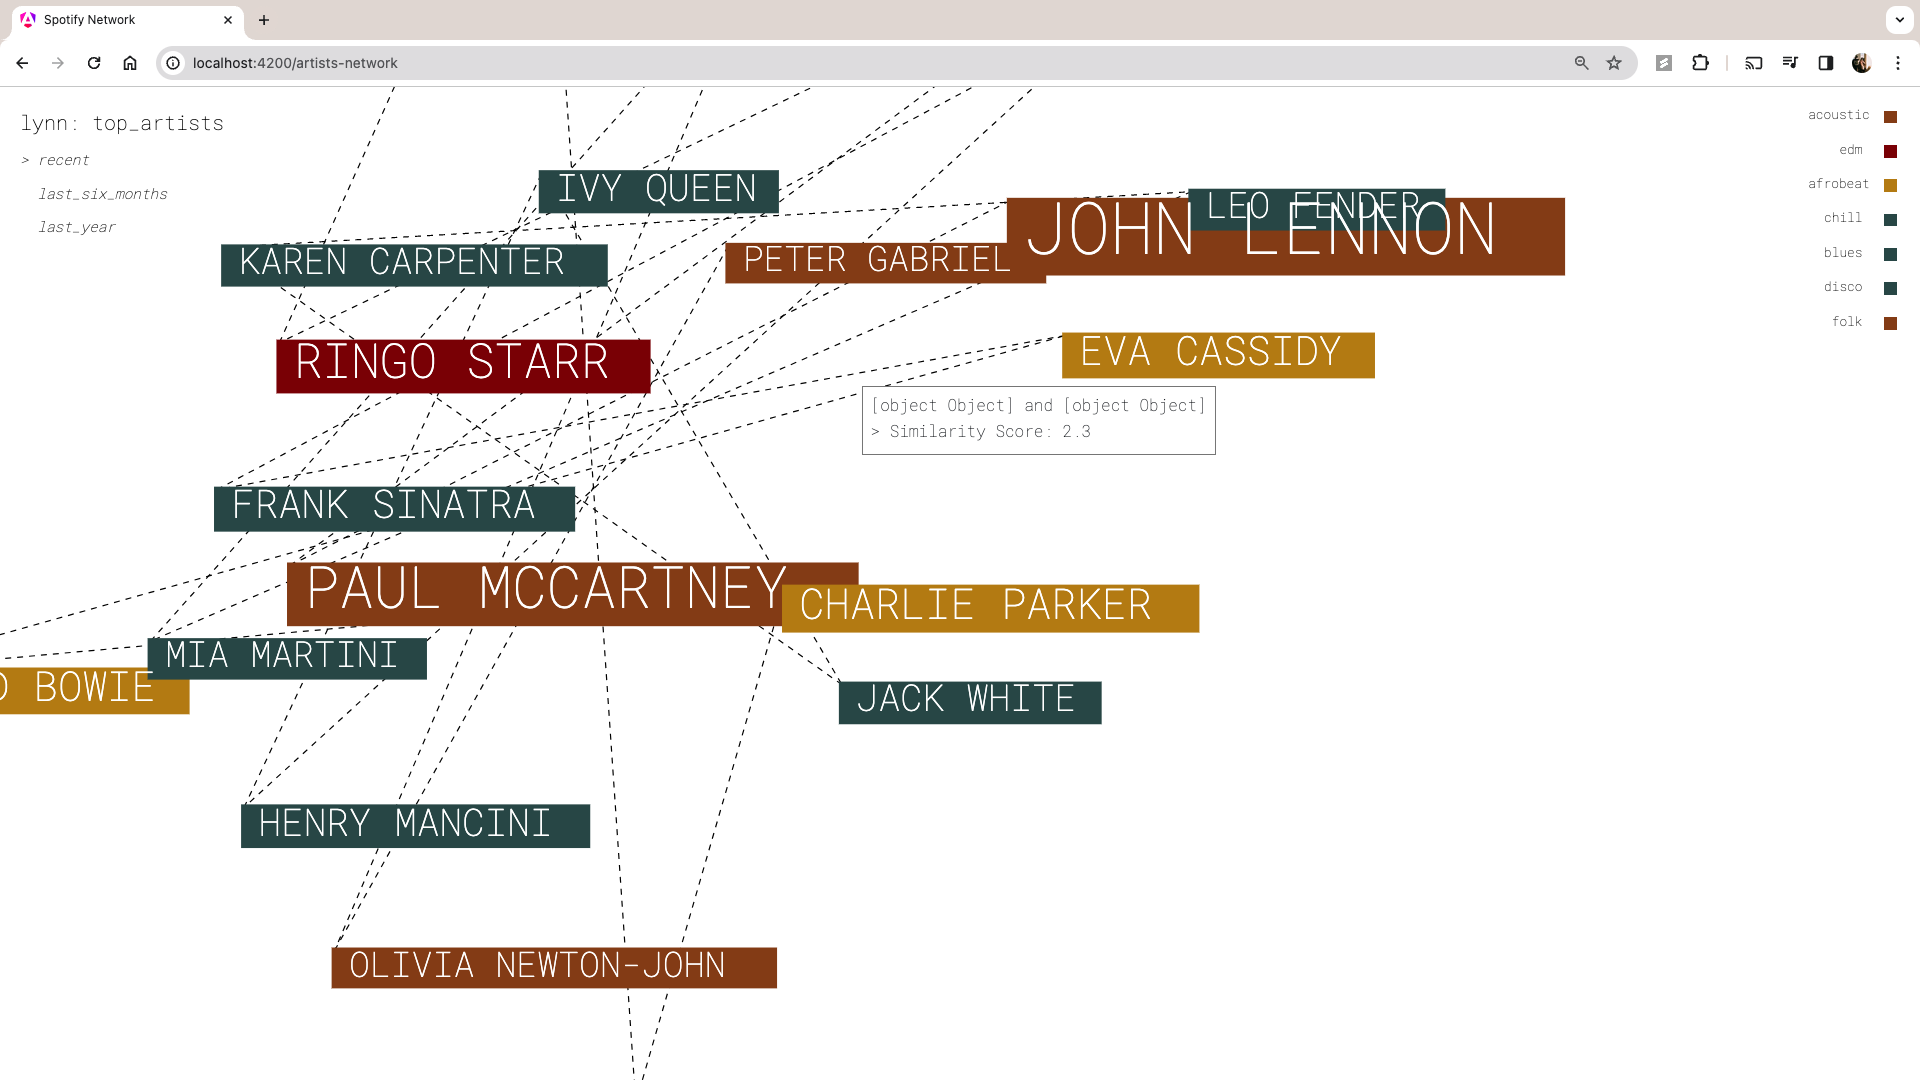 Spotify Network
localhost:4200/artists-network
lynn: top_artists
> recent
last_six_months
last_year
acoustic
edm
afrobeat
chill
blues
disco
folk
IVY QUEEN
LEO FENDER
JOHN LENNON
KAREN CARPENTER
PETER GABRIEL
RINGO STARR
EVA CASSIDY
[object Object] and [object Object]
> Similarity Score: 2.3
FRANK SINATRA
PAUL MCCARTNEY
CHARLIE PARKER
MIA MARTINI
D BOWIE
JACK WHITE
HENRY MANCINI
OLIVIA NEWTON-JOHN